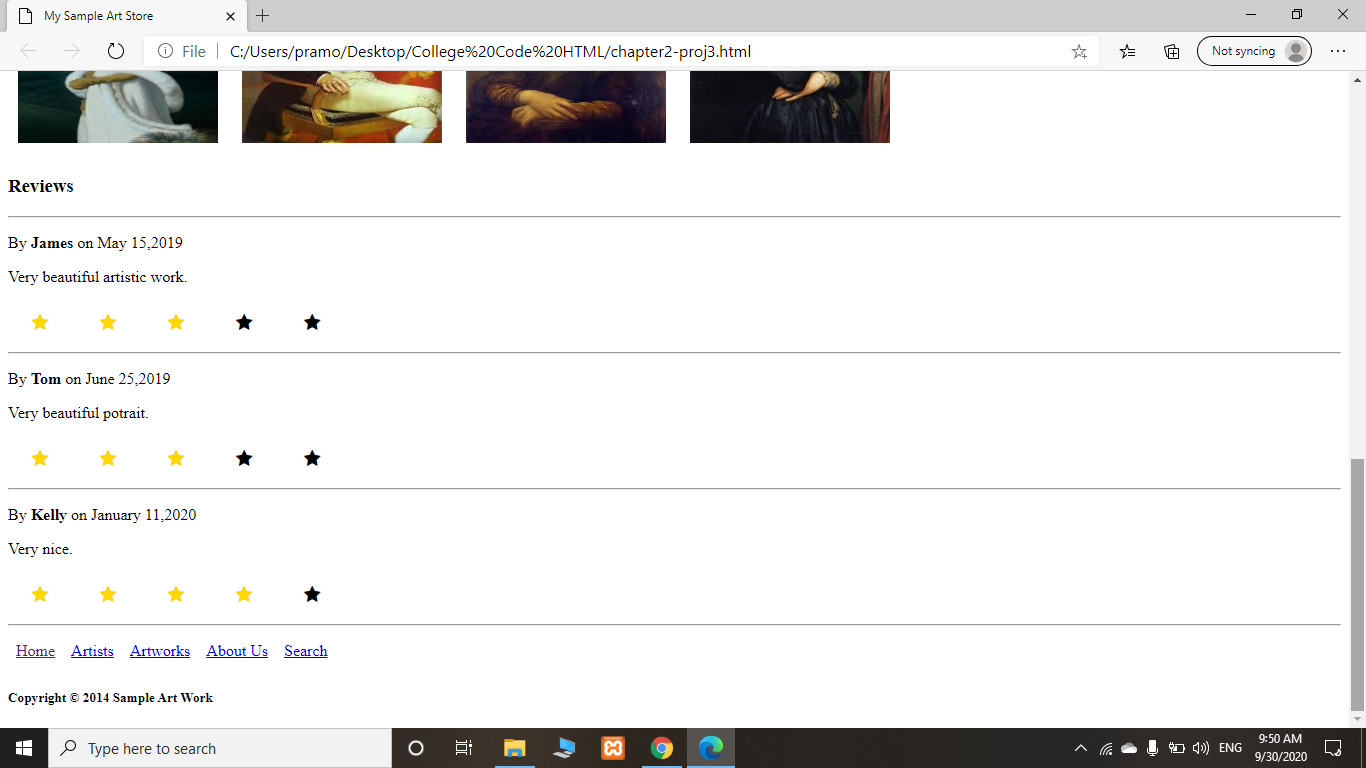 My Sample Art Store
File C:/Users/pramo/Desktop/College%20Code%20HTML/chapter2-proj3.html Not syncing
Reviews
By James on May 15,2019
Very beautiful artistic work.
By Tom on June 25,2019
Very beautiful potrait.
By Kelly on January 11,2020
Very nice.
Home Artists Artworks About Us Search
Copyright © 2014 Sample Art Work
Type here to search ENG 9:50 AM
9/30/2020